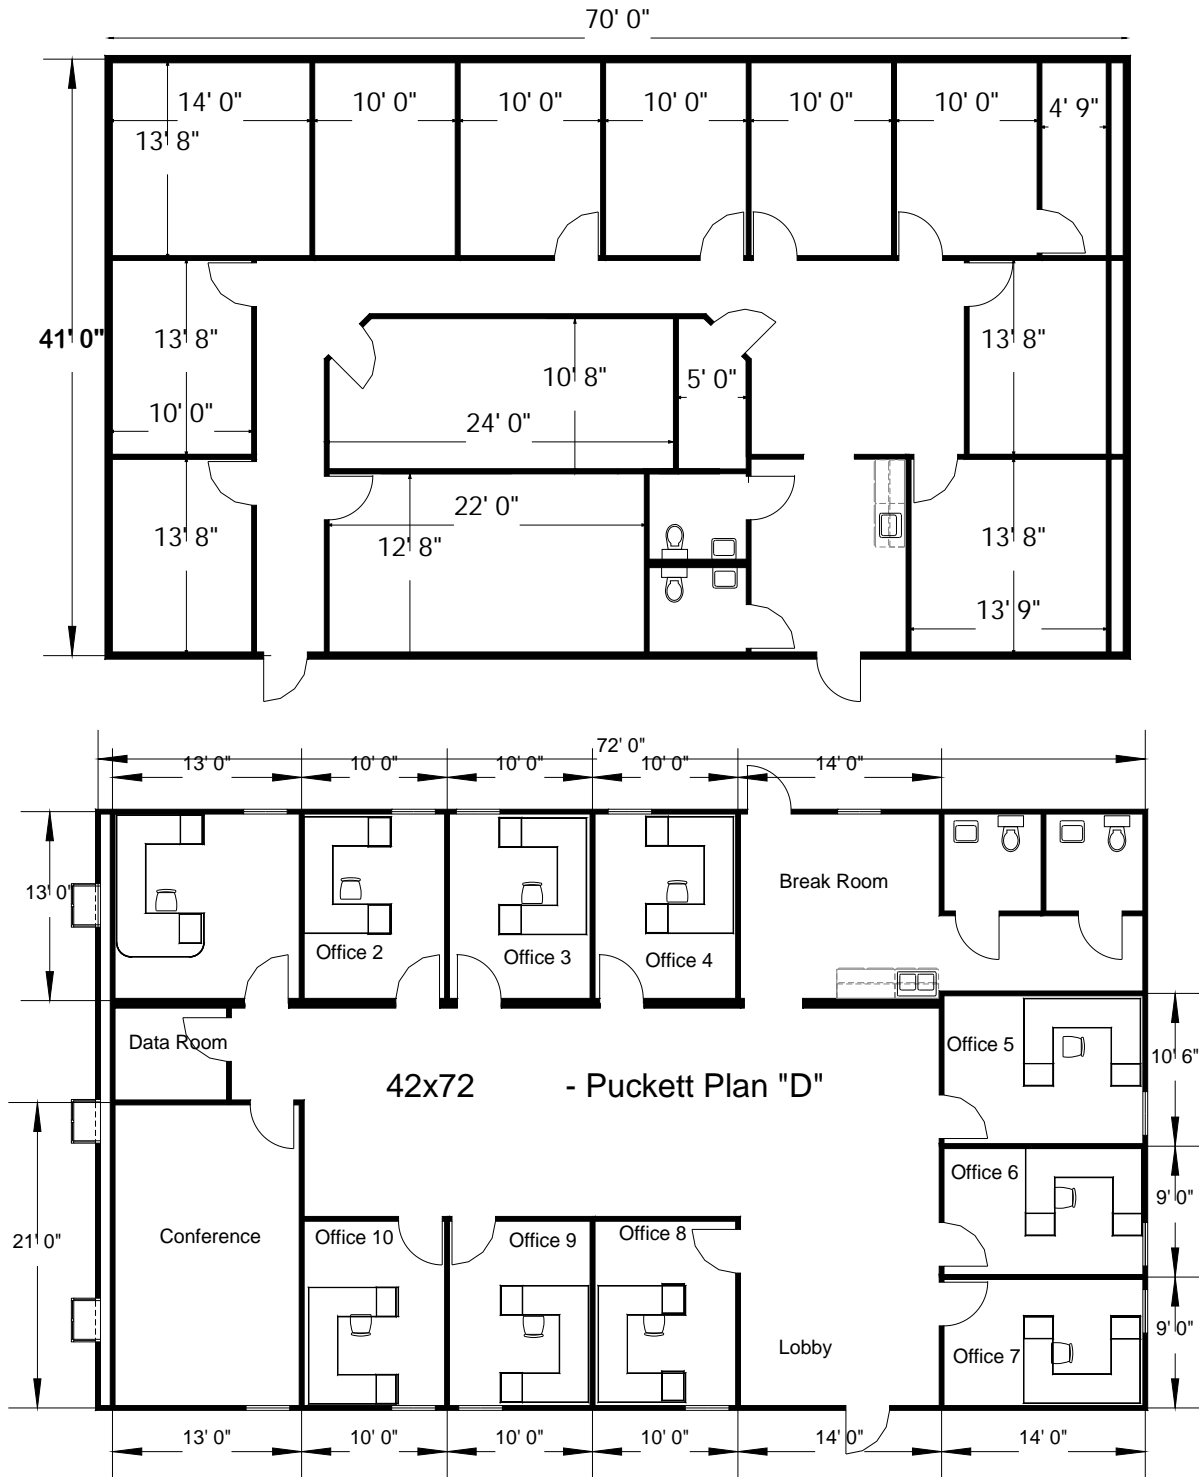 70' 0"
14' 0" 10' 0" 10' 0" 10' 0" 10' 0" 10' 0" 4' 9"
13' 8"
41' 0" 13' 8" 13' 8"
10' 8" 5' 0"
10' 0" 24' 0"
22' 0"
13' 8" 12' 8" 13' 8"
13' 9"
72' 0"
13' 0" 10' 0" 10' 0" 10' 0" 14' 0"
13' 0" Break Room
Office 2 Office 3 Office 4
Data Room Office 5 10' 6"
42x72 - Puckett Plan "D"
Office 6 9' 0"
21' 0" Conference Office 10 Office 9 Office 8
Lobby Office 7 9' 0"
13' 0" 10' 0" 10' 0" 10' 0" 14' 0" 14' 0"